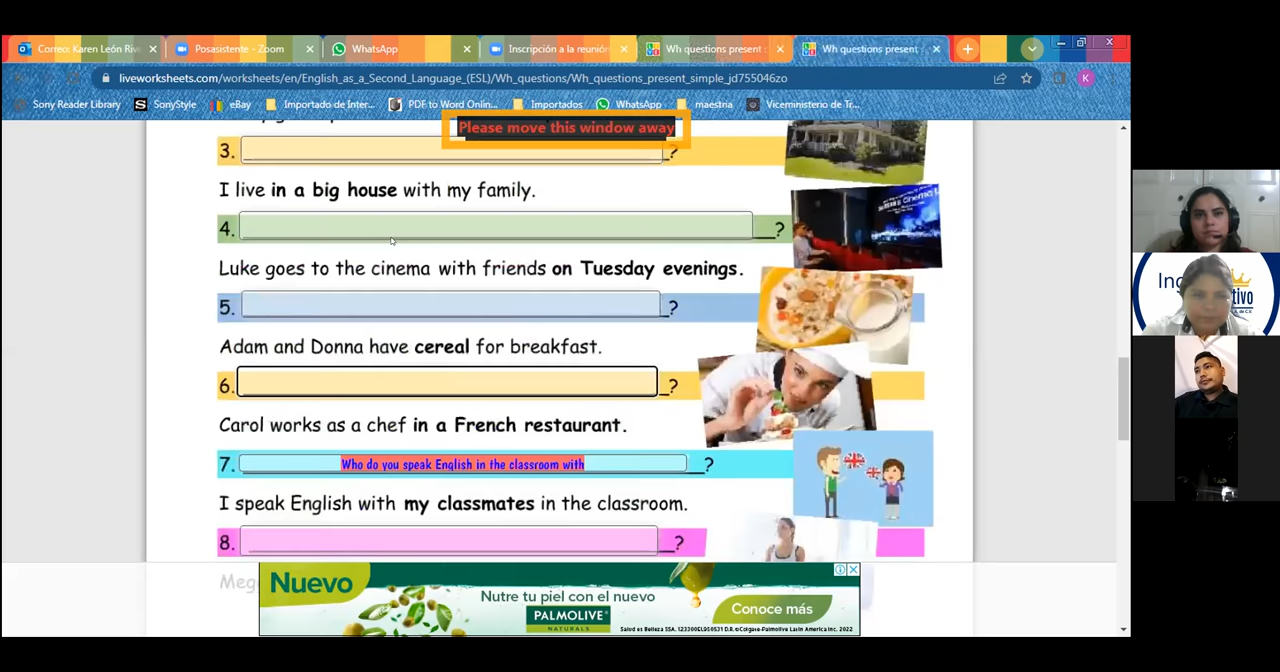 Correo: Karen León Riv
Posasistente - Zoom
WhatsApp
Inscripción a la reunión
Wh questions present
Wh questions present
liveworksheets.com/worksheets/en/English_as_a_Second_Language_(ESL)/Wh_questions/Wh_questions_present_simple_jd755046zo
K
Sony Reader Library
S SonyStyle
eBay
Importado de Inter...
PDF to Word Onlin...
Importados
WhatsApp
maestria
Viceministerio de Tr...
Please move this window away
3. ?
I live in a big house with my family.
4. ?
Luke goes to the cinema with friends on Tuesday evenings.
5. ?
Adam and Donna have cereal for breakfast.
6. ?
Carol works as a chef in a French restaurant.
7. Who do you speak English in the classroom with ?
I speak English with my classmates in the classroom.
8. ?
Meg
Nuevo
Nutre tu piel con el nuevo
PALMOLIVE
NATURALS
Conoce más